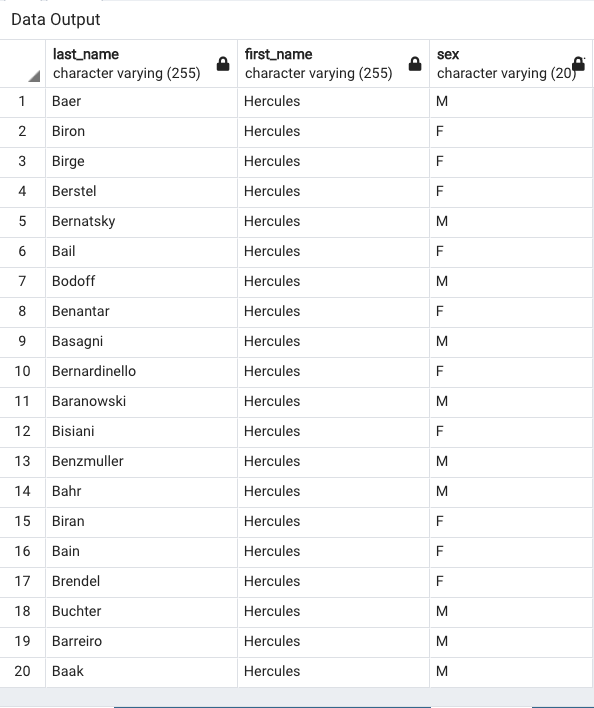 Data Output
last_name first_name sex
character varying (255) character varying (255) character varying (20)
1 Baer Hercules M
2 Biron Hercules F
3 Birge Hercules F
4 Berstel Hercules F
5 Bernatsky Hercules M
6 Bail Hercules F
7 Bodoff Hercules M
8 Benantar Hercules F
9 Basagni Hercules M
10 Bernardinello Hercules F
11 Baranowski Hercules M
12 Bisiani Hercules F
13 Benzmuller Hercules M
14 Bahr Hercules M
15 Biran Hercules F
16 Bain Hercules F
17 Brendel Hercules F
18 Buchter Hercules M
19 Barreiro Hercules M
20 Baak Hercules M